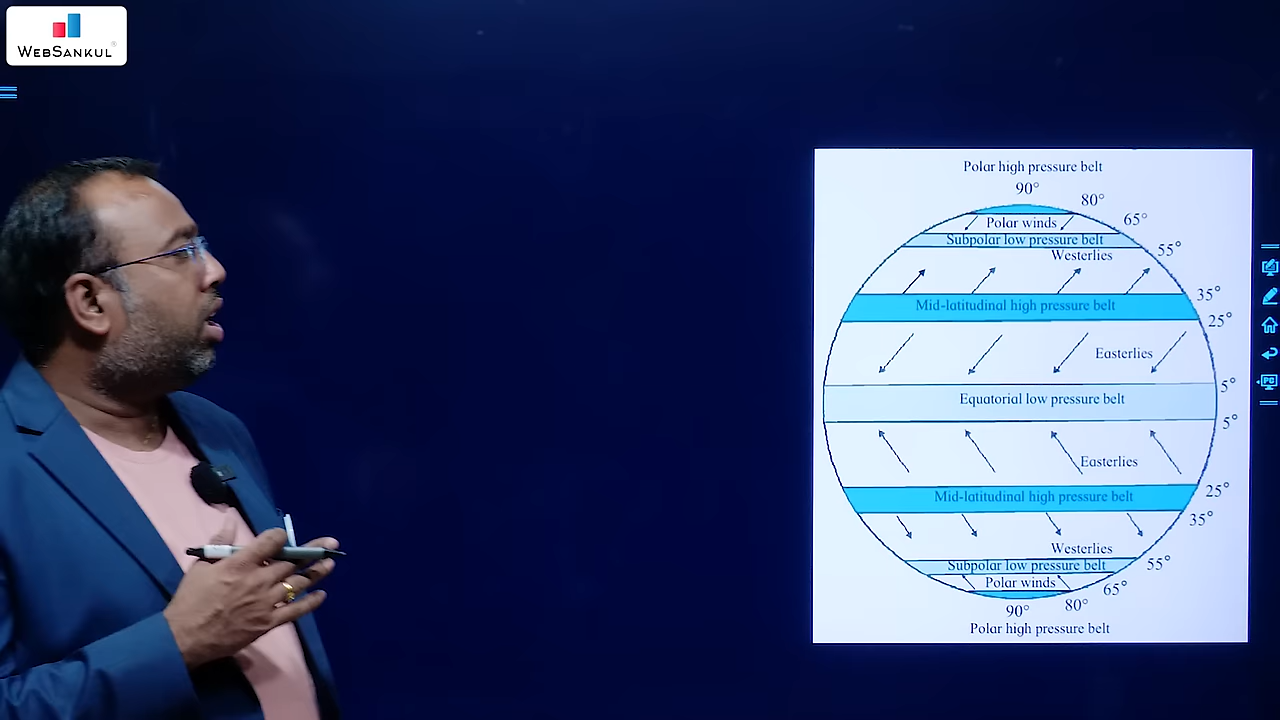 WEBSANKUL®
Polar high pressure belt
90°
80°
Polar winds
65°
Subpolar low pressure belt
55°
Westerlies
35°
Mid-latitudinal high pressure belt
25°
Easterlies
5°
Equatorial low pressure belt
5°
Easterlies
25°
Mid-latitudinal high pressure belt
35°
Westerlies
55°
Subpolar low pressure belt
Polar winds
65°
80°
90°
Polar high pressure belt
PC